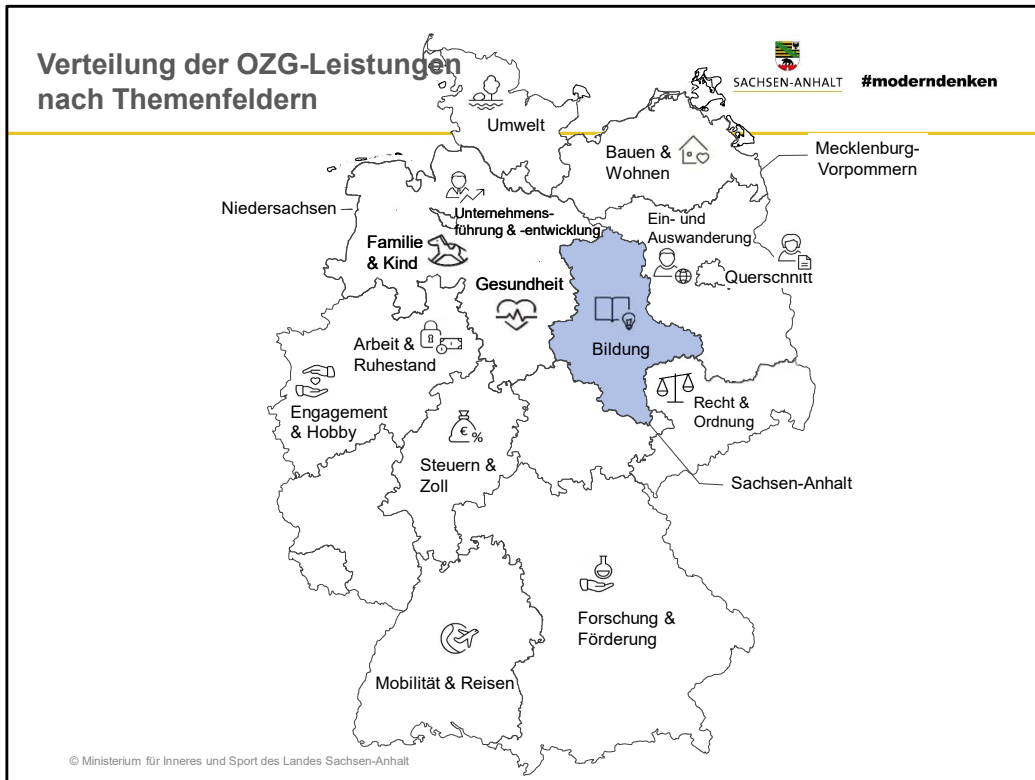 Verteilung der OZG-Leistungen
nach Themenfeldern
SACHSEN-ANHALT
#moderndenken
Umwelt
Bauen &
Wohnen
Mecklenburg-
Vorpommern
Niedersachsen
Unternehmens-
führung & -entwicklung
Ein- und
Auswanderung
Familie
& Kind
Querschnitt
Gesundheit
Bildung
Arbeit &
Ruhestand
Recht &
Ordnung
Engagement
& Hobby
€ %
Steuern &
Zoll
Sachsen-Anhalt
Forschung &
Förderung
Mobilität & Reisen
© Ministerium für Inneres und Sport des Landes Sachsen-Anhalt